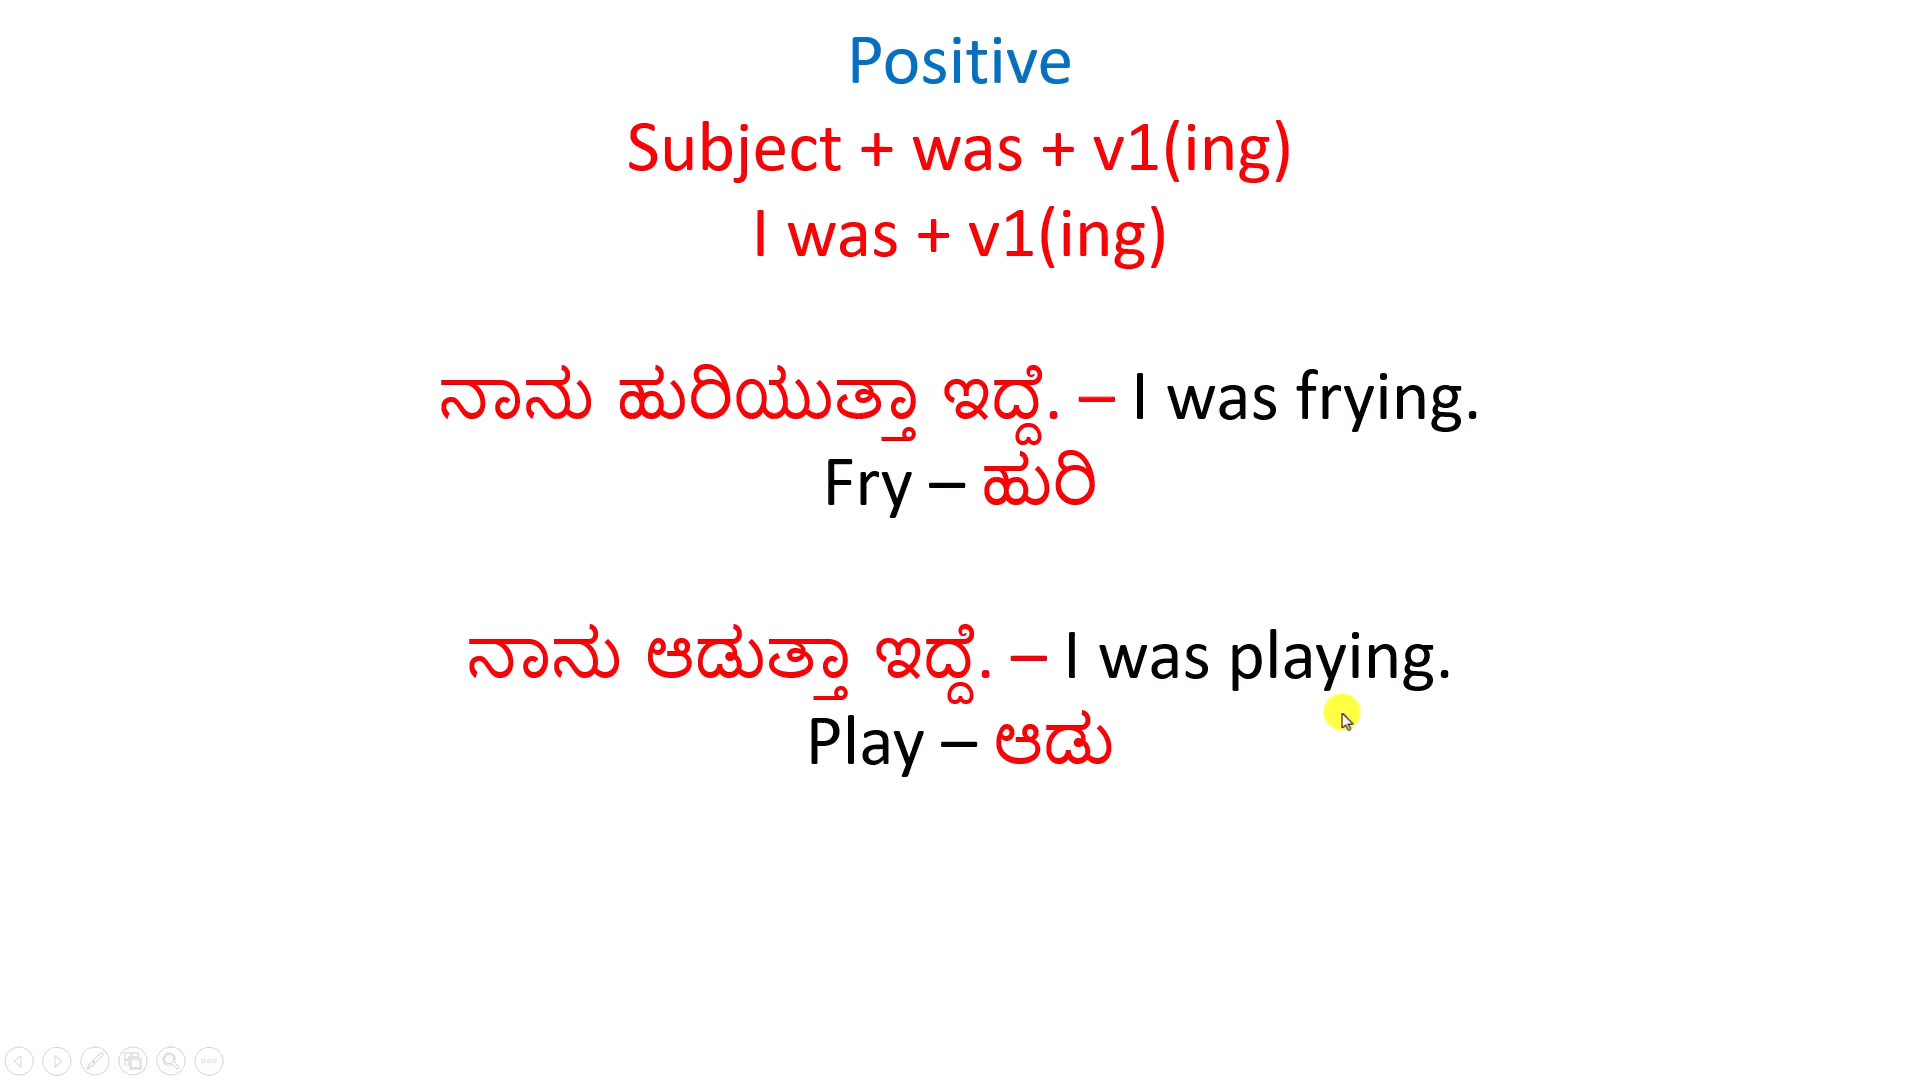 Positive
Subject + was + v1(ing)
I was + v1(ing)
ನಾನು ಹುರಿಯುತ್ತಾ ಇದ್ದೆ. – I was frying.
Fry – ಹುರಿ
ನಾನು ಆಡುತ್ತಾ ಇದ್ದೆ. – I was playing.
Play – ಆಡು